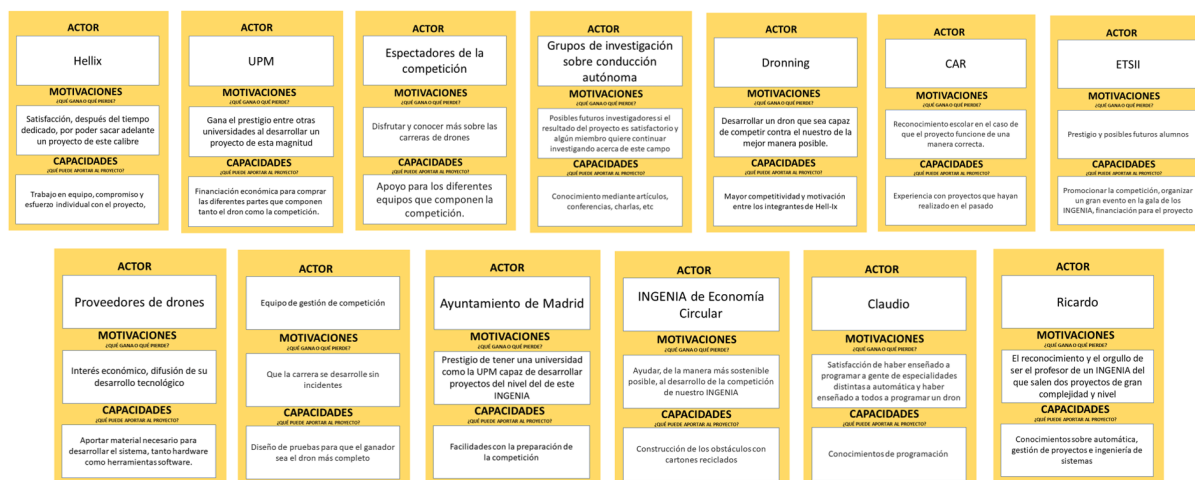 ACTOR
Hellix
MOTIVACIONES
¿QUÉ GANA O QUÉ PIERDE?
Satisfacción, después del tiempo
dedicado, por poder sacar adelante
un proyecto de este calibre
CAPACIDADES
¿QUÉ PUEDE APORTAR AL PROYECTO?
Trabajo en equipo, compromiso y
esfuerzo individual con el proyecto,
ACTOR
UPM
MOTIVACIONES
¿QUÉ GANA O QUÉ PIERDE?
Gana el prestigio entre otras
universidades al desarrollar un
proyecto de esta magnitud
CAPACIDADES
¿QUÉ PUEDE APORTAR AL PROYECTO?
Financiación económica para comprar
las diferentes partes que componen
tanto el dron como la competición.
ACTOR
Espectadores de la
competición
MOTIVACIONES
¿QUÉ GANA O QUÉ PIERDE?
Disfrutar y conocer más sobre las
carreras de drones
CAPACIDADES
¿QUÉ PUEDE APORTAR AL PROYECTO?
Apoyo para los diferentes
equipos que componen la
competición.
ACTOR
Grupos de investigación
sobre conducción
autónoma
MOTIVACIONES
¿QUÉ GANA O QUÉ PIERDE?
Posibles futuros investigadores si el
resultado del proyecto es satisfactorio y
algún miembro quiere continuar
investigando acerca de este campo
CAPACIDADES
¿QUÉ PUEDE APORTAR AL PROYECTO?
Conocimiento mediante artículos,
conferencias, charlas, etc
ACTOR
Dronning
MOTIVACIONES
¿QUÉ GANA O QUÉ PIERDE?
Desarrollar un dron que sea capaz
de competir contra el nuestro de la
mejor manera posible.
CAPACIDADES
¿QUÉ PUEDE APORTAR AL PROYECTO?
Mayor competitividad y motivación
entre los integrantes de Hell-Ix
ACTOR
CAR
MOTIVACIONES
¿QUÉ GANA O QUÉ PIERDE?
Reconocimiento escolar en el caso de
que el proyecto funcione de una
manera correcta.
CAPACIDADES
¿QUÉ PUEDE APORTAR AL PROYECTO?
Experiencia con proyectos que hayan
realizado en el pasado
ACTOR
ETSII
MOTIVACIONES
¿QUÉ GANA O QUÉ PIERDE?
Prestigio y posibles futuros alumnos
CAPACIDADES
¿QUÉ PUEDE APORTAR AL PROYECTO?
Promocionar la competición, organizar
un gran evento en la gala de los
INGENIA, financiación para el proyecto
ACTOR
Proveedores de drones
MOTIVACIONES
¿QUÉ GANA O QUÉ PIERDE?
Interés económico, difusión de su
desarrollo tecnológico
CAPACIDADES
¿QUÉ PUEDE APORTAR AL PROYECTO?
Aportar material necesario para
desarrollar el sistema, tanto hardware
como herramientas software.
ACTOR
Equipo de gestión de competición
MOTIVACIONES
¿QUÉ GANA O QUÉ PIERDE?
Que la carrera se desarrolle sin
incidentes
CAPACIDADES
¿QUÉ PUEDE APORTAR AL PROYECTO?
Diseño de pruebas para que el ganador
sea el dron más completo
ACTOR
Ayuntamiento de Madrid
MOTIVACIONES
¿QUÉ GANA O QUÉ PIERDE?
Prestigio de tener una universidad
como la UPM capaz de desarrollar
proyectos del nivel del de este
INGENIA
CAPACIDADES
¿QUÉ PUEDE APORTAR AL PROYECTO?
Facilidades con la preparación de
la competición
ACTOR
INGENIA de Economía
Circular
MOTIVACIONES
¿QUÉ GANA O QUÉ PIERDE?
Ayudar, de la manera más sostenible
posible, al desarrollo de la competición
de nuestro INGENIA
CAPACIDADES
¿QUÉ PUEDE APORTAR AL PROYECTO?
Construcción de los obstáculos con
cartones reciclados
ACTOR
Claudio
MOTIVACIONES
¿QUÉ GANA O QUÉ PIERDE?
Satisfacción de haber enseñado a
programar a gente de especialidades
distintas a automática y haber
enseñado a todos a programar un dron
CAPACIDADES
¿QUÉ PUEDE APORTAR AL PROYECTO?
Conocimientos de programación
ACTOR
Ricardo
MOTIVACIONES
¿QUÉ GANA O QUÉ PIERDE?
El reconocimiento y el orgullo de
ser el profesor de un INGENIA del
que salen dos proyectos de gran
complejidad y nivel
CAPACIDADES
¿QUÉ PUEDE APORTAR AL PROYECTO?
Conocimientos sobre automática,
gestión de proyectos e ingeniería de
sistemas